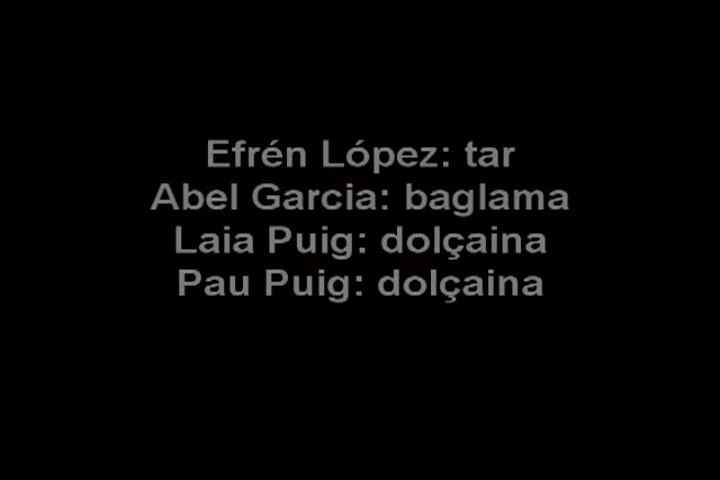 Efrén López: tar
Abel Garcia: baglama
Laia Puig: dolçaina
Pau Puig: dolçaina